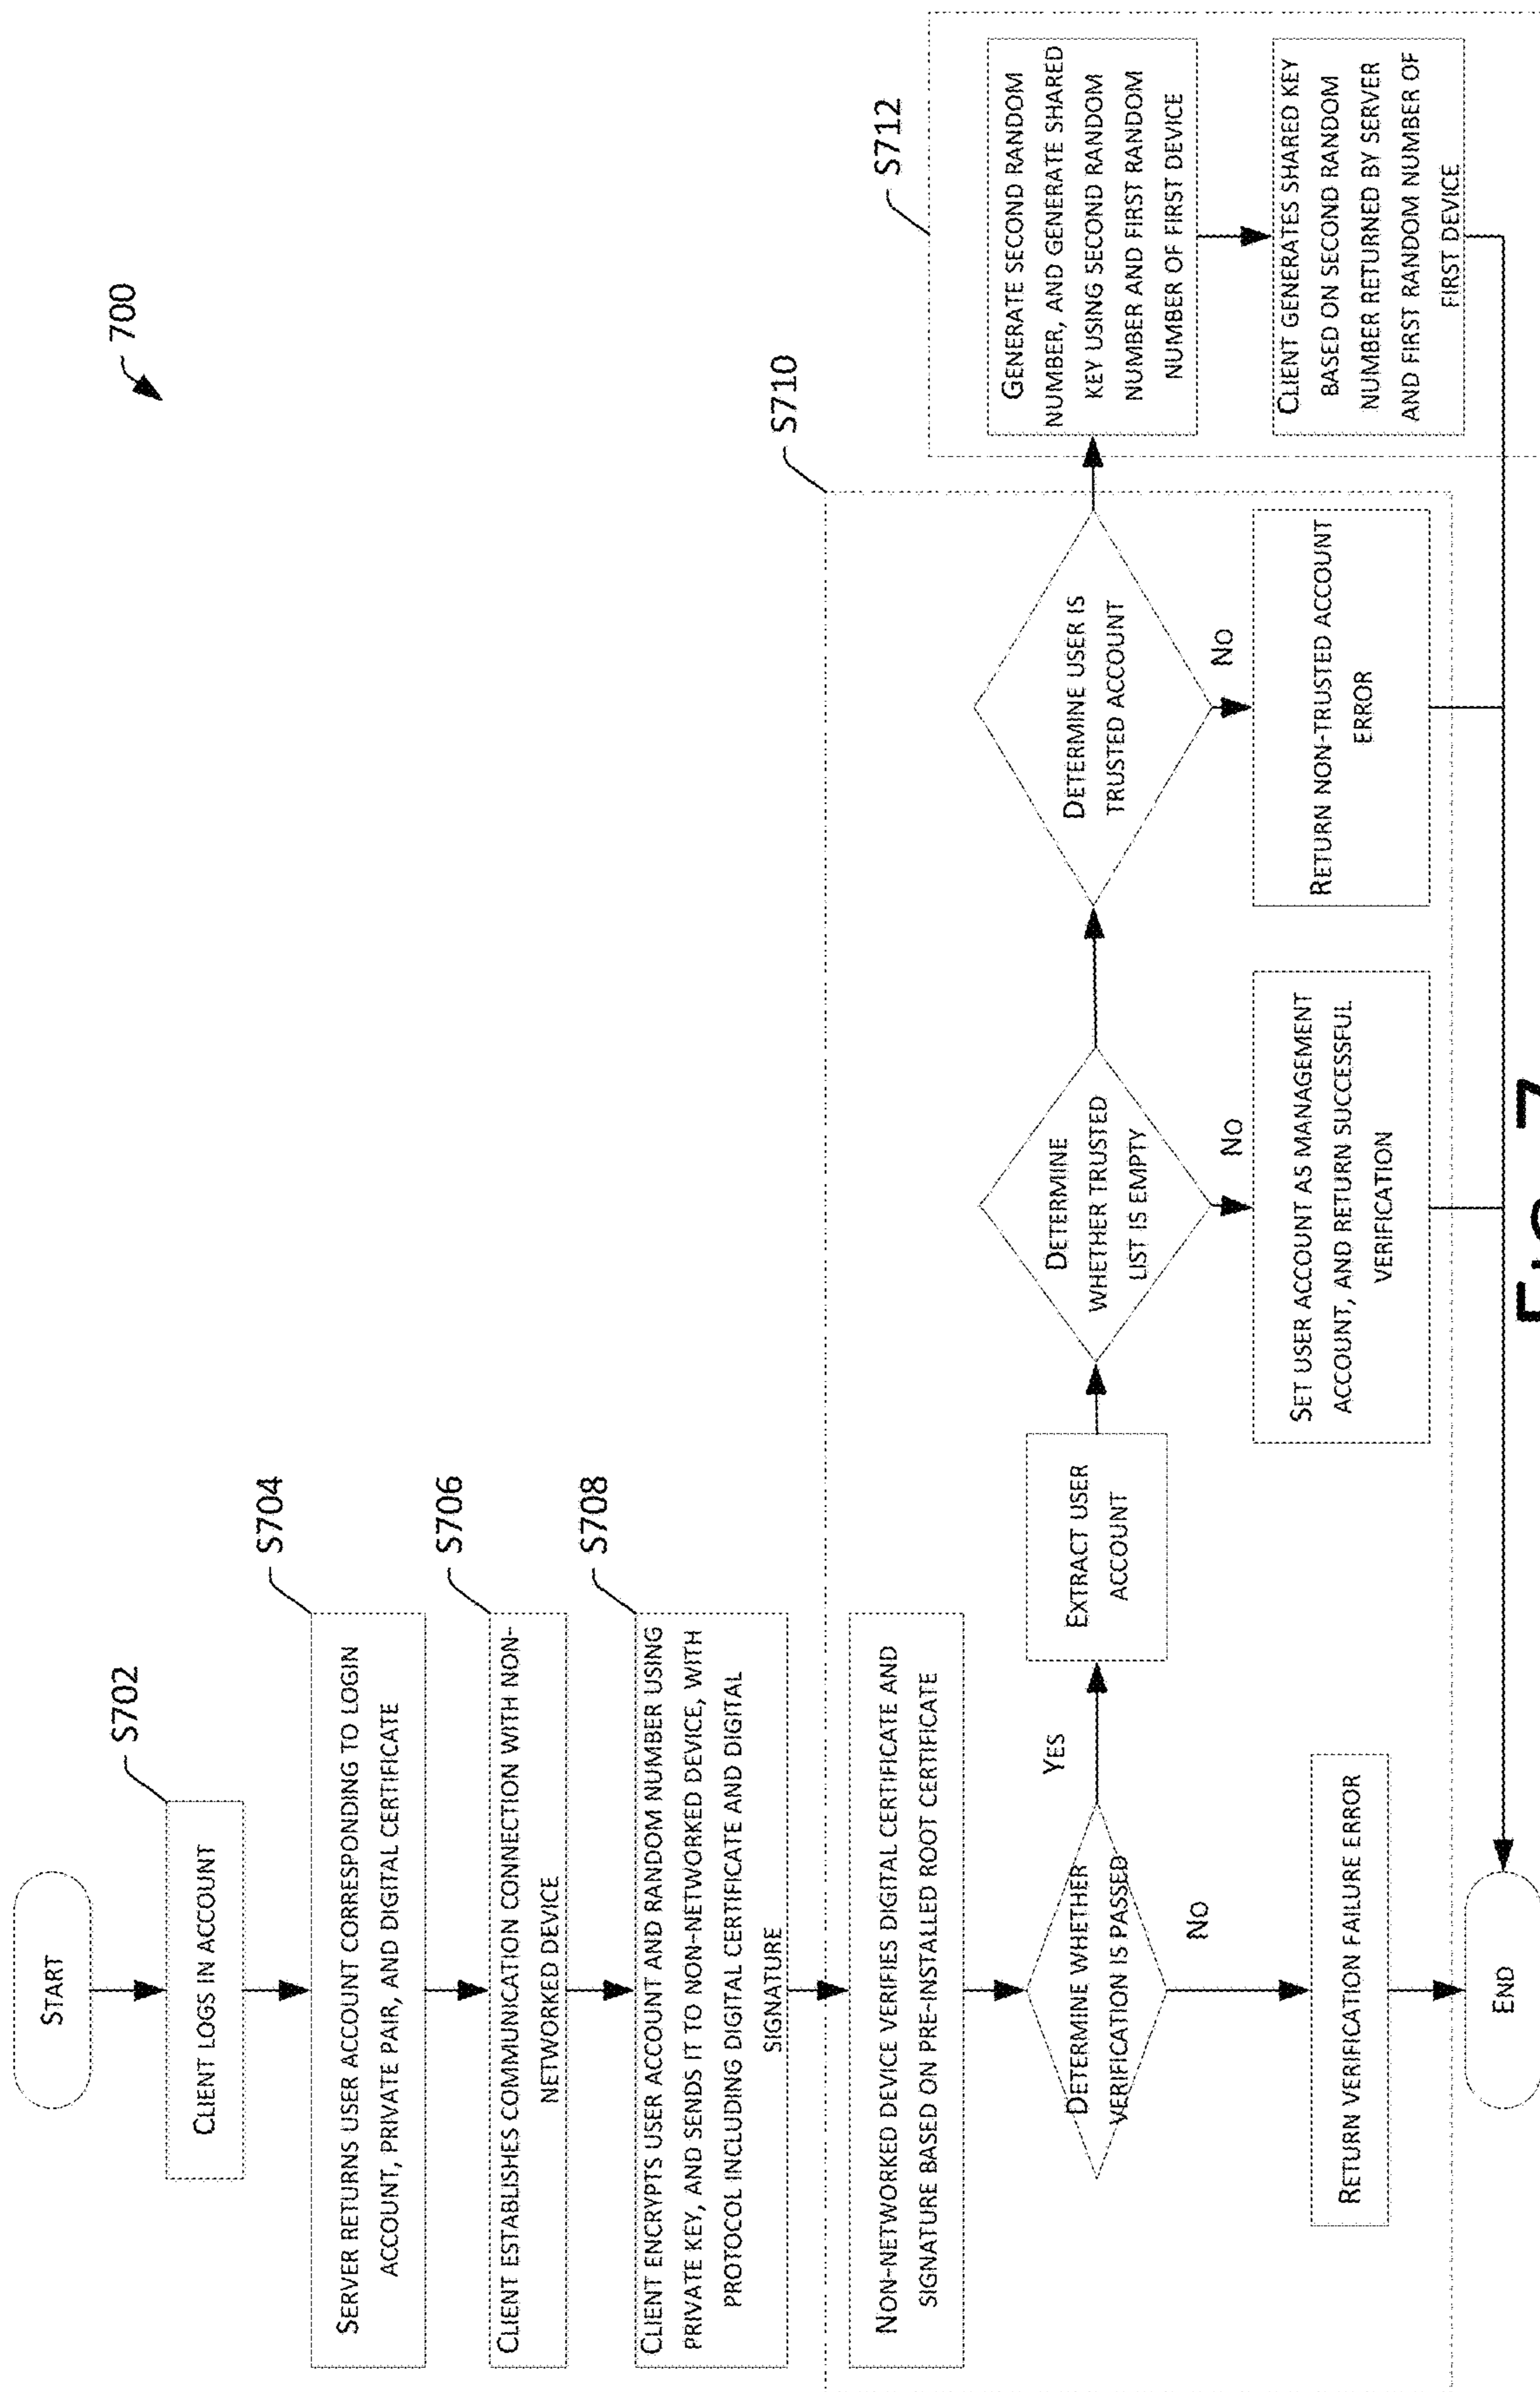 700
START
S702
CLIENT LOGS IN ACCOUNT
S704
SERVER RETURNS USER ACCOUNT CORRESPONDING TO LOGIN
ACCOUNT, PRIVATE PAIR, AND DIGITAL CERTIFICATE
S706
CLIENT ESTABLISHES COMMUNICATION CONNECTION WITH NON-
NETWORKED DEVICE
S708
CLIENT ENCRYPTS USER ACCOUNT AND RANDOM NUMBER USING
PRIVATE KEY, AND SENDS IT TO NON-NETWORKED DEVICE, WITH
PROTOCOL INCLUDING DIGITAL CERTIFICATE AND DIGITAL
SIGNATURE
S710
NON-NETWORKED DEVICE VERIFIES DIGITAL CERTIFICATE AND
SIGNATURE BASED ON PRE-INSTALLED ROOT CERTIFICATE
DETERMINE WHETHER
VERIFICATION IS PASSED
YES
NO
RETURN VERIFICATION FAILURE ERROR
EXTRACT USER
ACCOUNT
DETERMINE
WHETHER TRUSTED
LIST IS EMPTY
NO
SET USER ACCOUNT AS MANAGEMENT
ACCOUNT, AND RETURN SUCCESSFUL
VERIFICATION
DETERMINE USER IS
TRUSTED ACCOUNT
NO
RETURN NON-TRUSTED ACCOUNT
ERROR
S712
GENERATE SECOND RANDOM
NUMBER, AND GENERATE SHARED
KEY USING SECOND RANDOM
NUMBER AND FIRST RANDOM
NUMBER OF FIRST DEVICE
CLIENT GENERATES SHARED KEY
BASED ON SECOND RANDOM
NUMBER RETURNED BY SERVER
AND FIRST RANDOM NUMBER OF
FIRST DEVICE
END